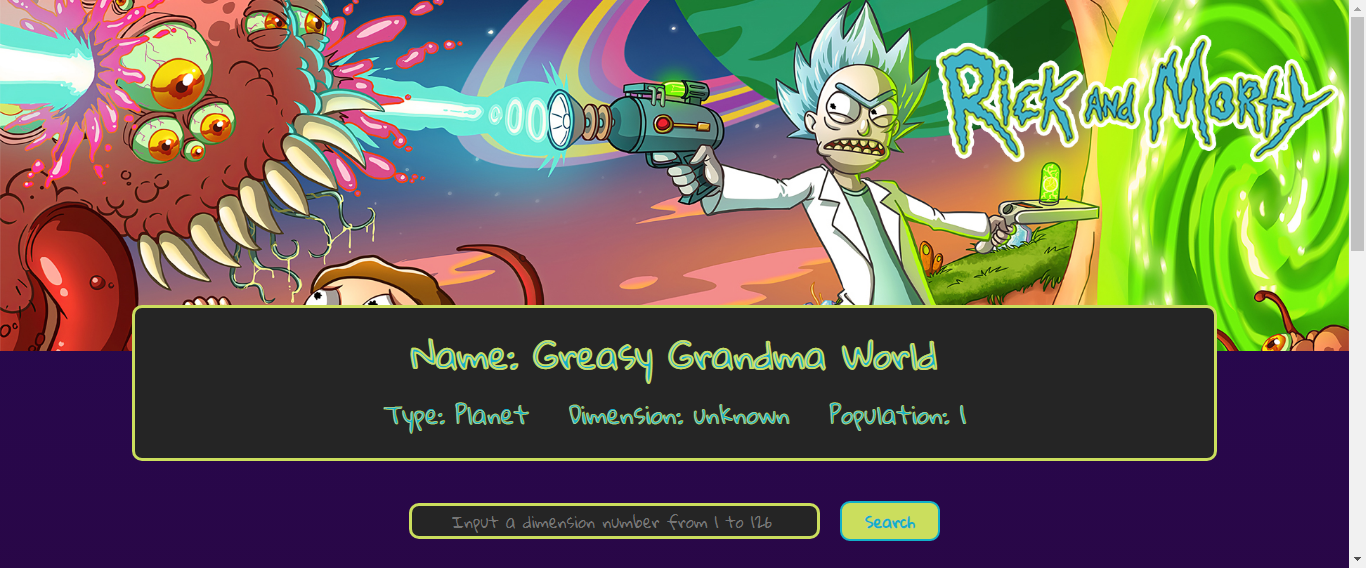 Rick and Morty
Name: Greasy Grandma World
Type: Planet Dimension: unknown Population: 1
Input a dimension number from 1 to 126 Search